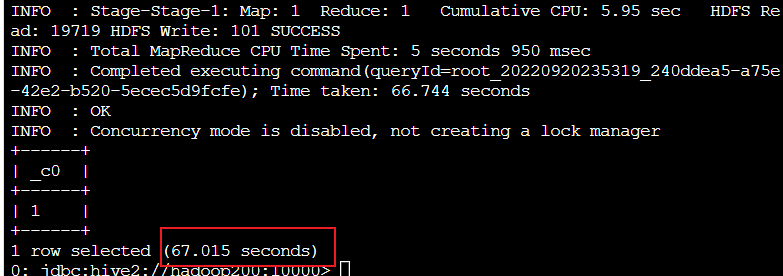 INFO  : Stage-Stage-1: Map: 1  Reduce: 1   Cumulative CPU: 5.95 sec   HDFS Re
ad: 19719 HDFS Write: 101 SUCCESS
INFO  : Total MapReduce CPU Time Spent: 5 seconds 950 msec
INFO  : Completed executing command(queryId=root_20220920235319_240ddea5-a75e
-42e2-b520-5ecec5d9fcfe); Time taken: 66.744 seconds
INFO  : OK
INFO  : Concurrency mode is disabled, not creating a lock manager
+------+
| _c0  |
+------+
| 1    |
+------+
1 row selected (67.015 seconds)
0: jdbc:hive2://hadoop200:10000>